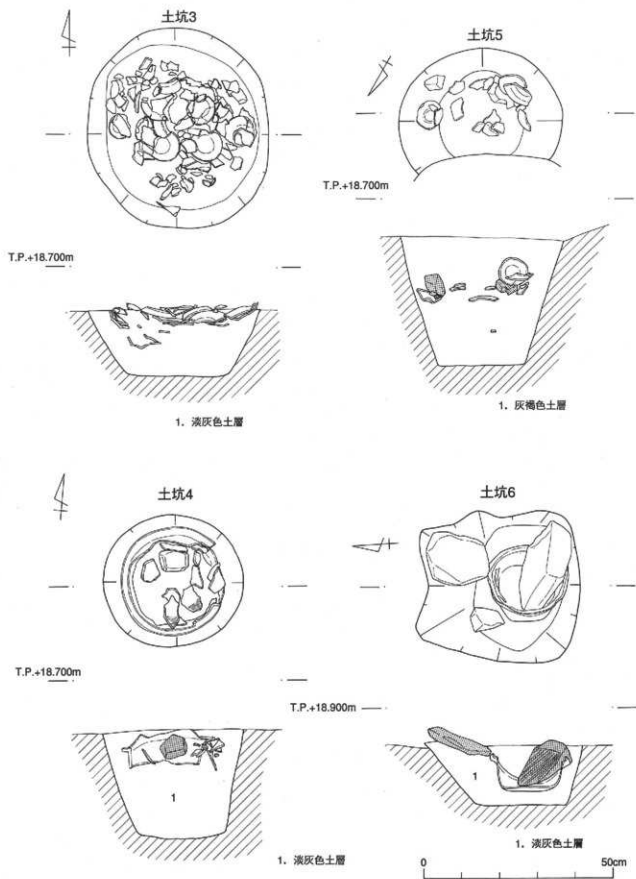 土坑3
T.P.+18.700m
1. 淡灰色土層
土坑5
T.P.+18.700m
1. 灰褐色土層
土坑4
T.P.+18.700m
1
1. 淡灰色土層
土坑6
T.P.+18.900m
1
1. 淡灰色土層
0 50cm